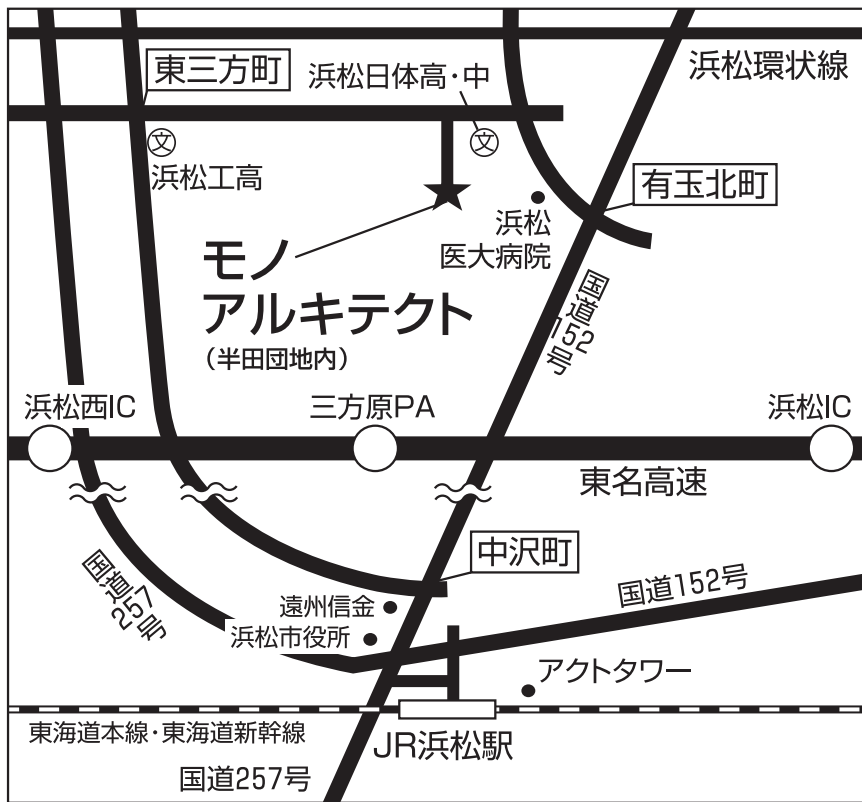 東三方町
浜松日体高・中
浜松環状線
文
文
浜松工高
有玉北町
浜松
医大病院
モノ
アルキテクト
(半田団地内)
国道152号
浜松西IC
三方原PA
浜松IC
東名高速
中沢町
国道257号
遠州信金
国道152号
浜松市役所
アクトタワー
東海道本線・東海道新幹線
JR浜松駅
国道257号